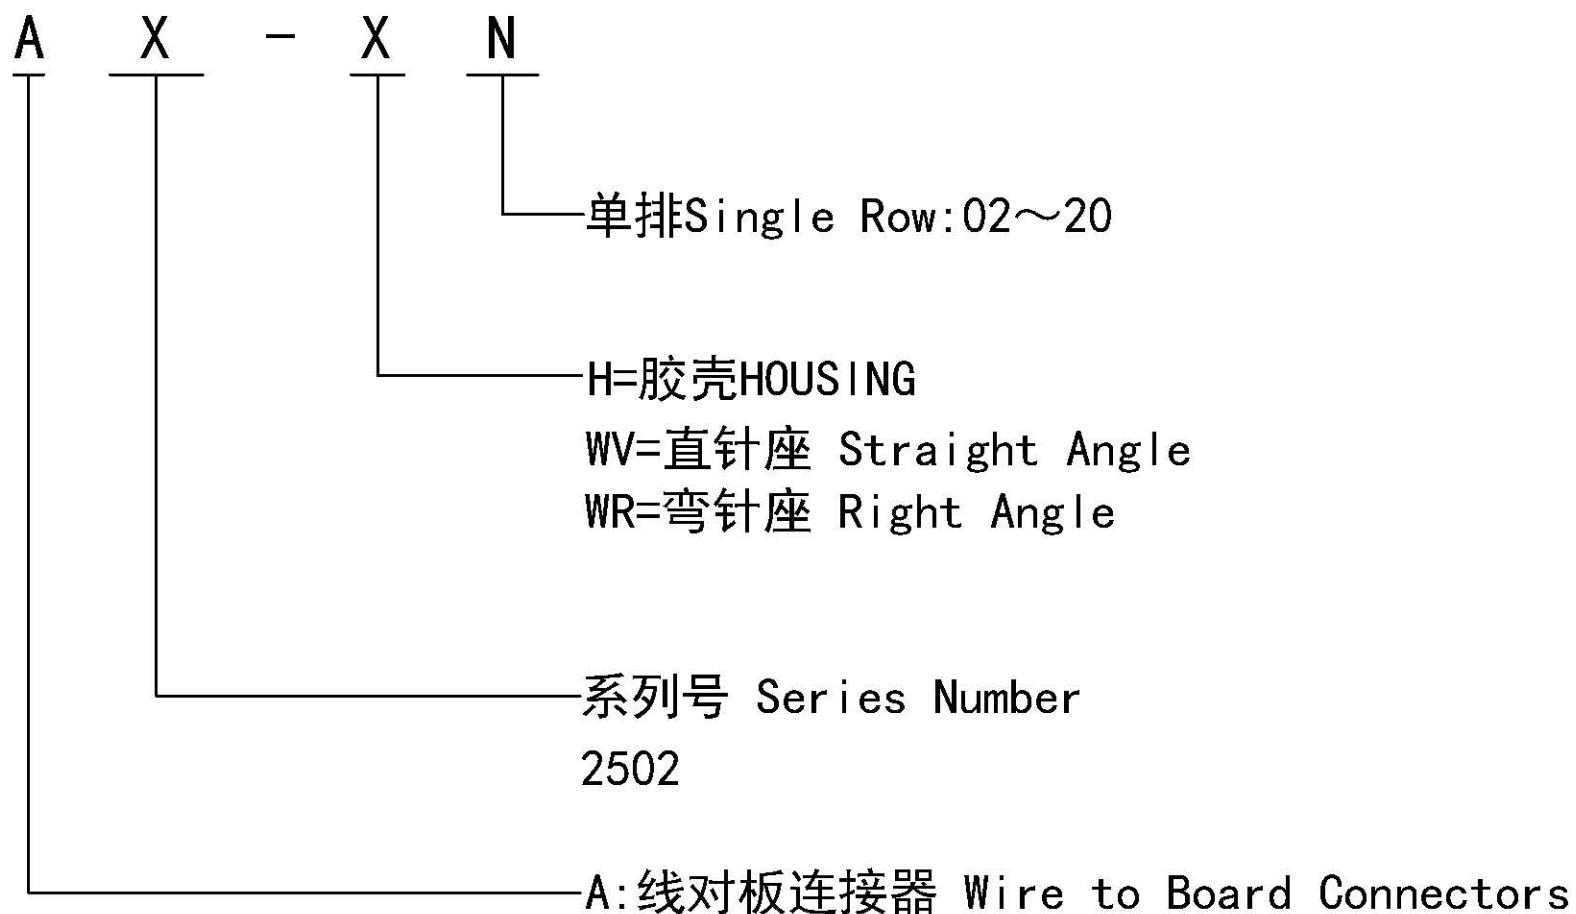 A X - X N
单排Single Row:02～20
H=胶壳HOUSING
WV=直针座 Straight Angle
WR=弯针座 Right Angle
系列号 Series Number
2502
A:线对板连接器 Wire to Board Connectors